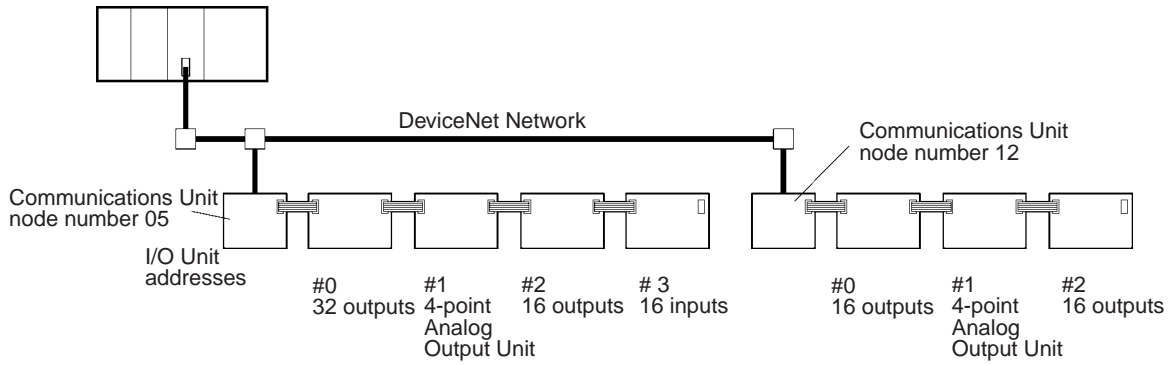 DeviceNet Network
Communications Unit
node number 12
Communications Unit
node number 05
I/O Unit
addresses
#0
32 outputs
#1
4-point
Analog
Output Unit
#2
16 outputs
# 3
16 inputs
#0
16 outputs
#1
4-point
Analog
Output Unit
#2
16 outputs